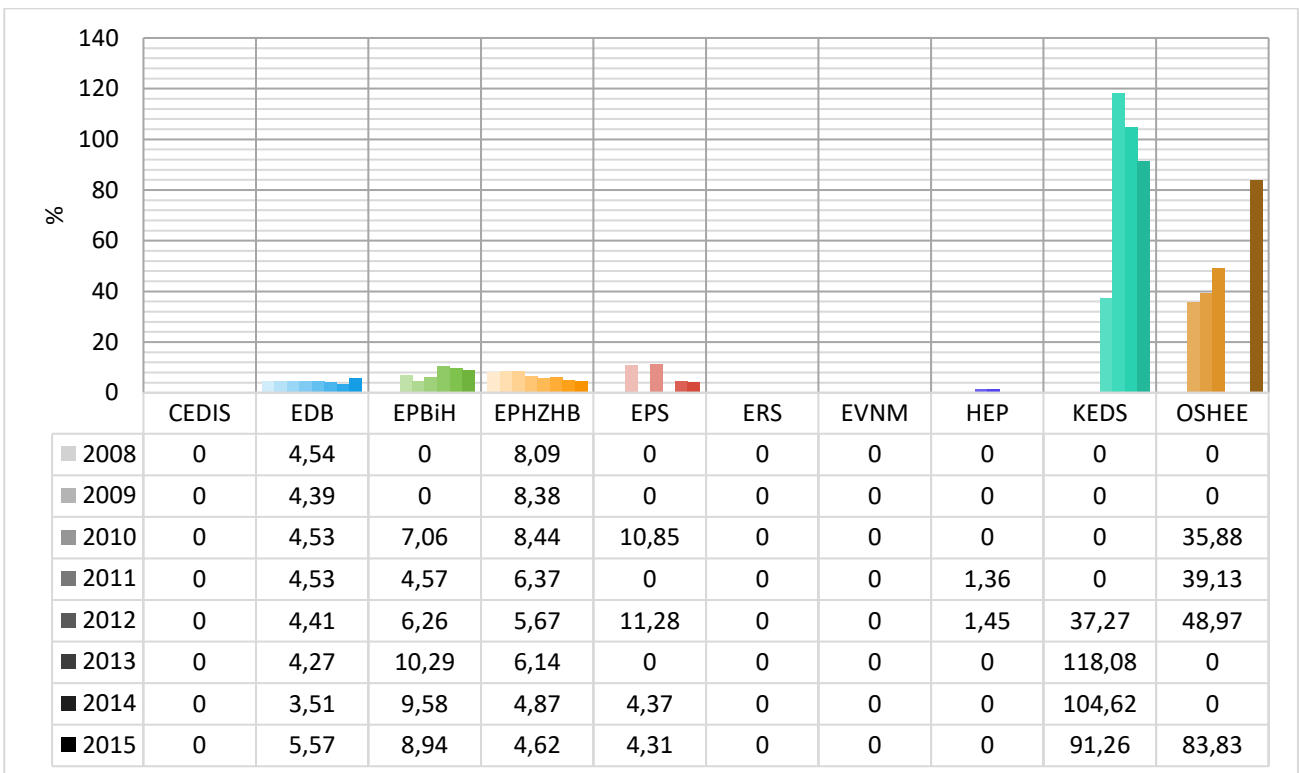 140
120
100
80
60
40
20
0
%
CEDIS EDB EPBiH EPHZHB EPS ERS EVNM HEP KEDS OSHEE
2008 0 4,54 0 8,09 0 0 0 0 0 0
2009 0 4,39 0 8,38 0 0 0 0 0 0
2010 0 4,53 7,06 8,44 10,85 0 0 0 0 35,88
2011 0 4,53 4,57 6,37 0 0 0 1,36 0 39,13
2012 0 4,41 6,26 5,67 11,28 0 0 1,45 37,27 48,97
2013 0 4,27 10,29 6,14 0 0 0 0 118,08 0
2014 0 3,51 9,58 4,87 4,37 0 0 0 104,62 0
2015 0 5,57 8,94 4,62 4,31 0 0 0 91,26 83,83